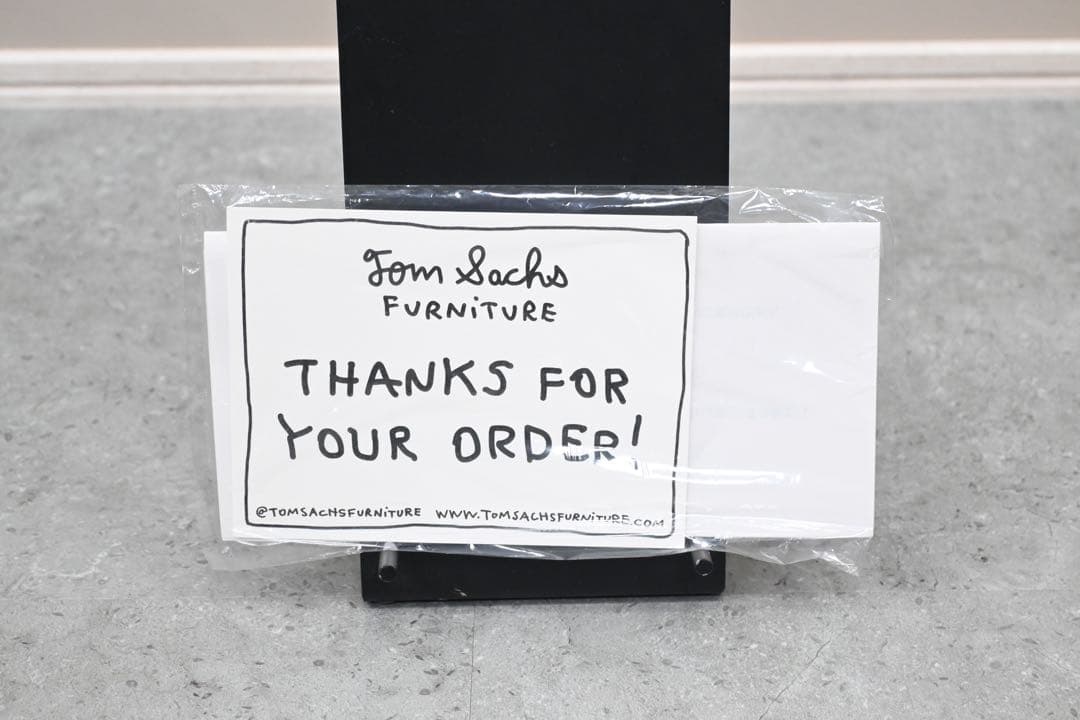 Tom Sachs
FURNiTURE
THANKS FOR
YOUR ORDER!
@TOMSACHSFURNiTURE WWW.TOMSACHSFURNiTURE.COM